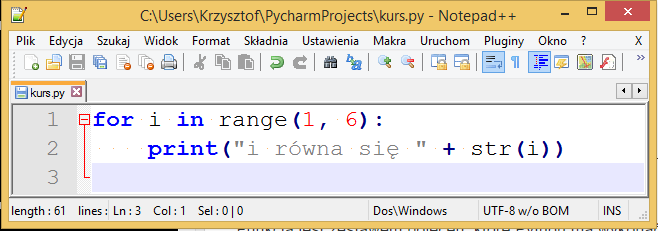 C:\Users\Krzysztof\PycharmProjects\kurs.py - Notepad++
Plik Edycja Szukaj Widok Format Składnia Ustawienia Makra Uruchom Pluginy Okno ? X
kurs.py
1 for i in range(1, 6):
2 print("i równa się " + str(i))
3
length : 61 lines : Ln : 3 Col : 1 Sel : 0 | 0 Dos\Windows UTF-8 w/o BOM INS